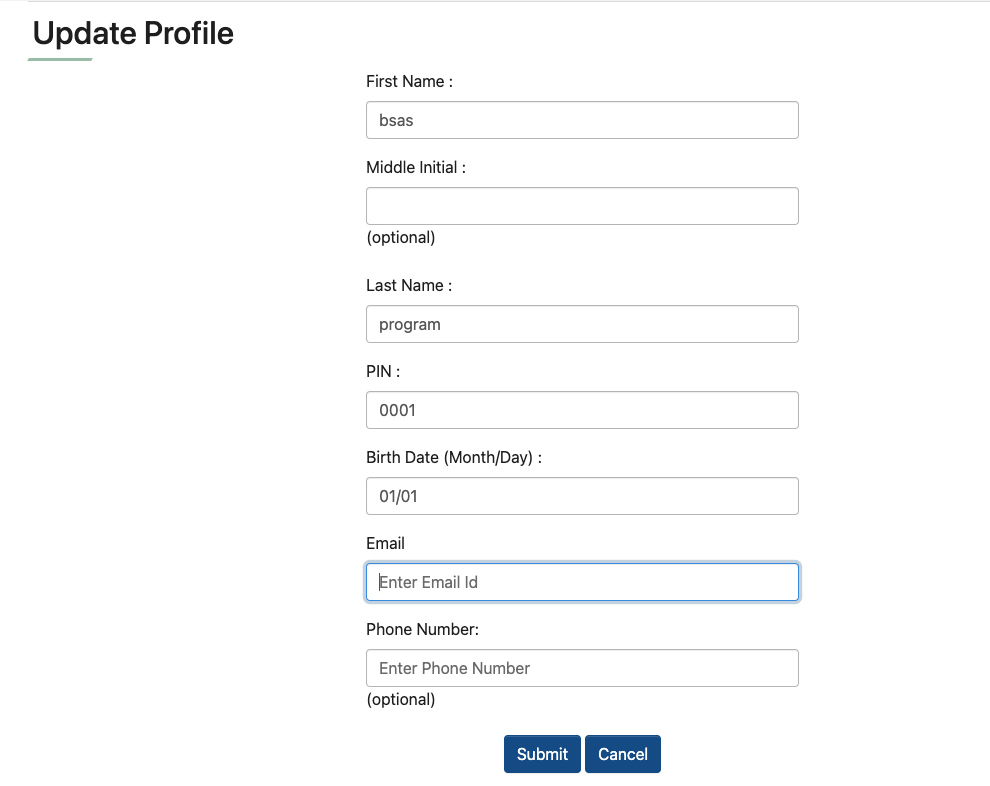 Update Profile
First Name :
bsas
Middle Initial :
(optional)
Last Name :
program
PIN :
0001
Birth Date (Month/Day) :
01/01
Email
Enter Email Id
Phone Number:
Enter Phone Number
(optional)
Submit Cancel